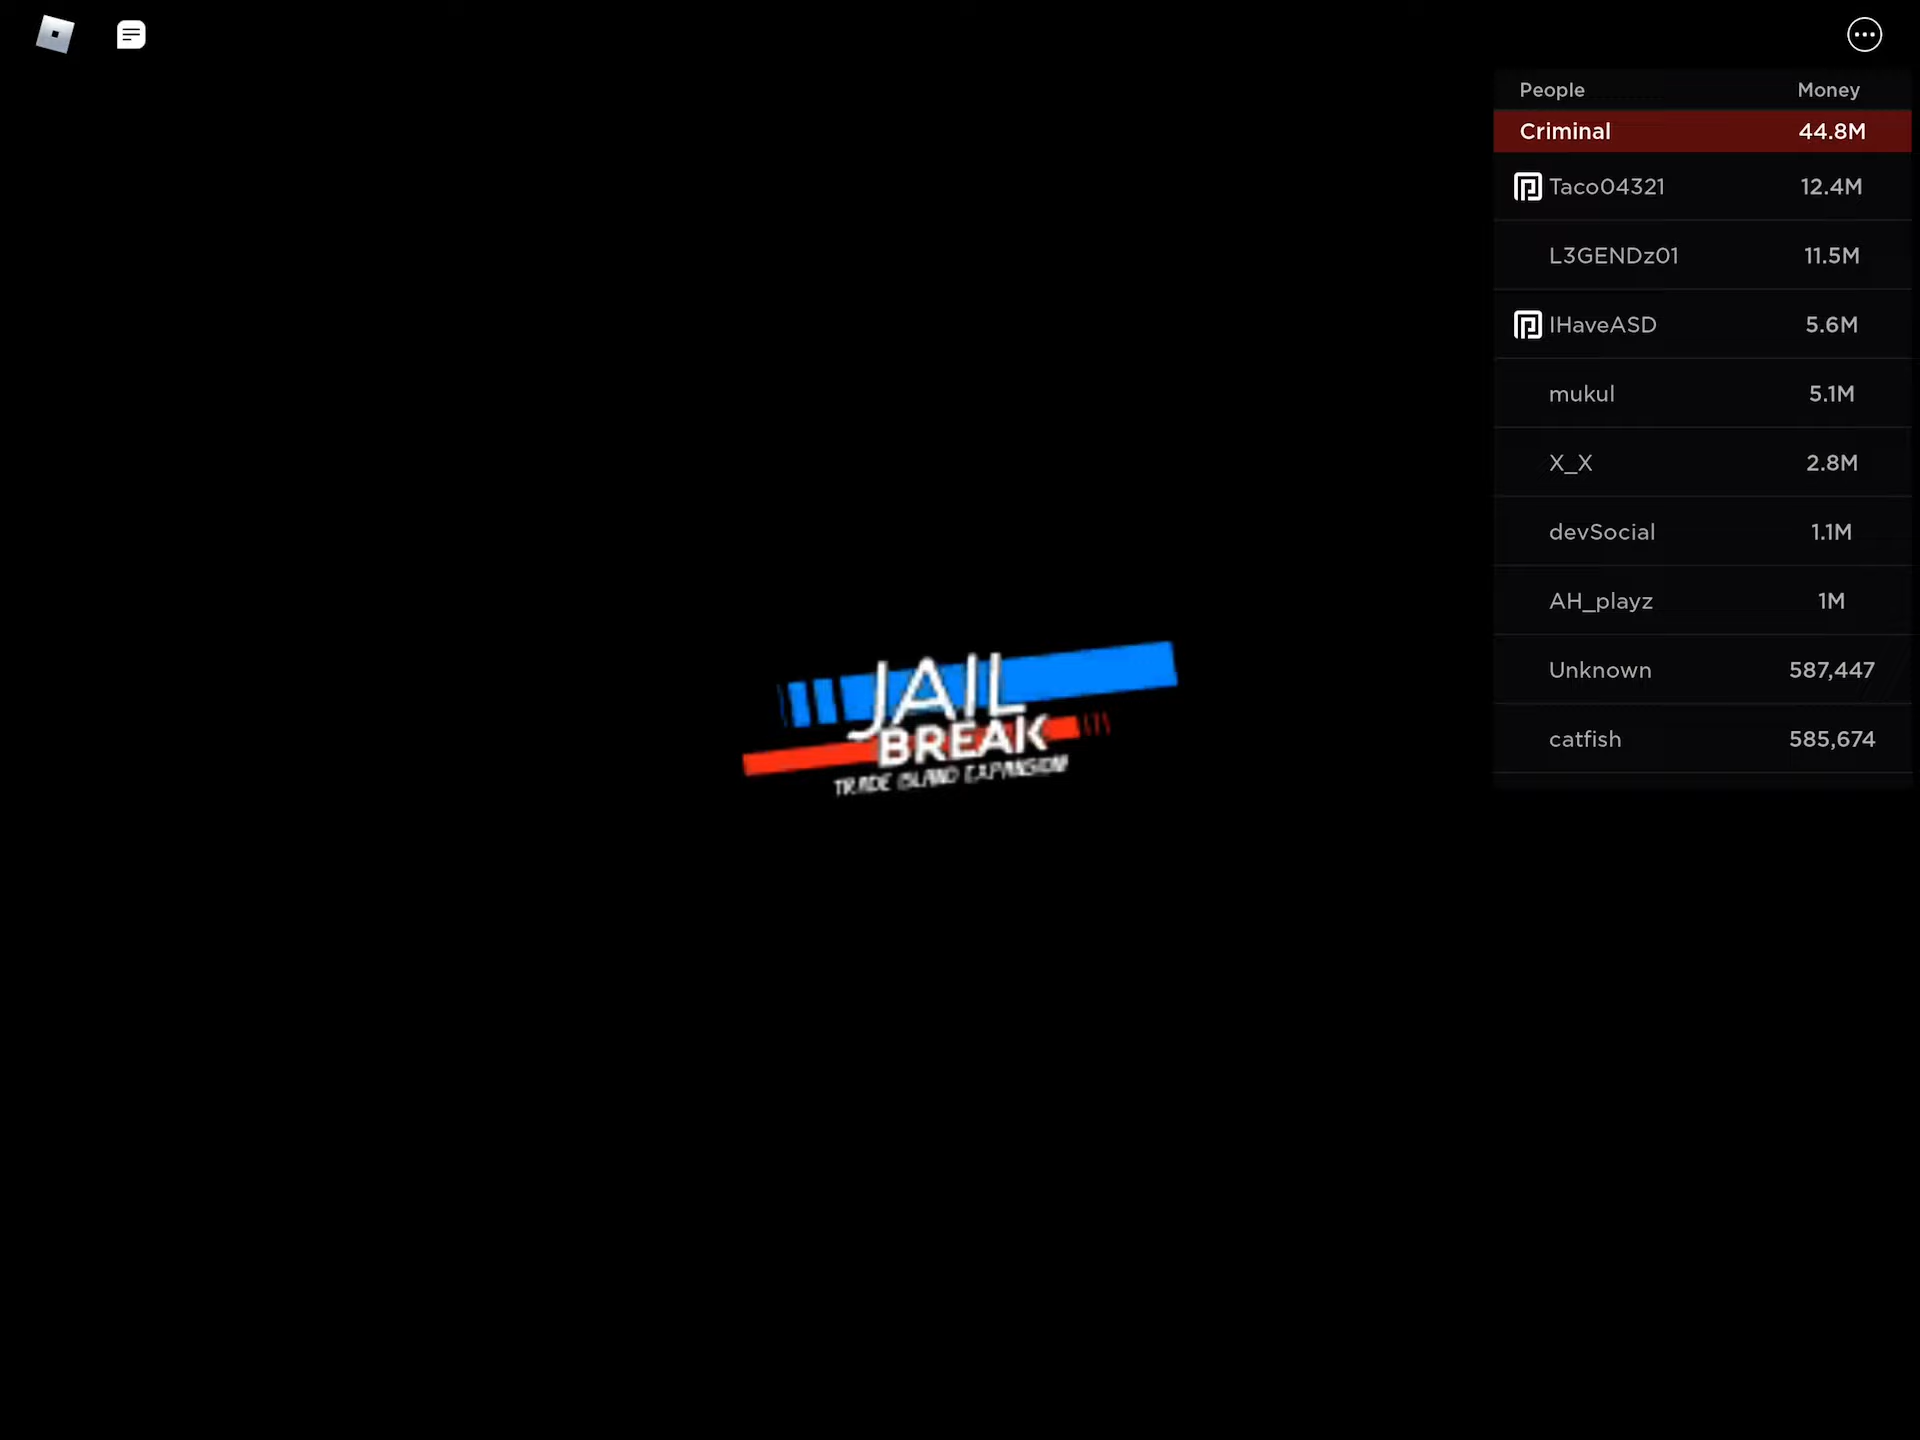 People Money
Criminal 44.8M
Taco04321 12.4M
L3GENDz01 11.5M
IHaveASD 5.6M
mukul 5.1M
X_X 2.8M
devSocial 1.1M
AH_playz 1M
Unknown 587,447
catfish 585,674
JAIL
BREAK
TRADE ISLAND EXPANSION!